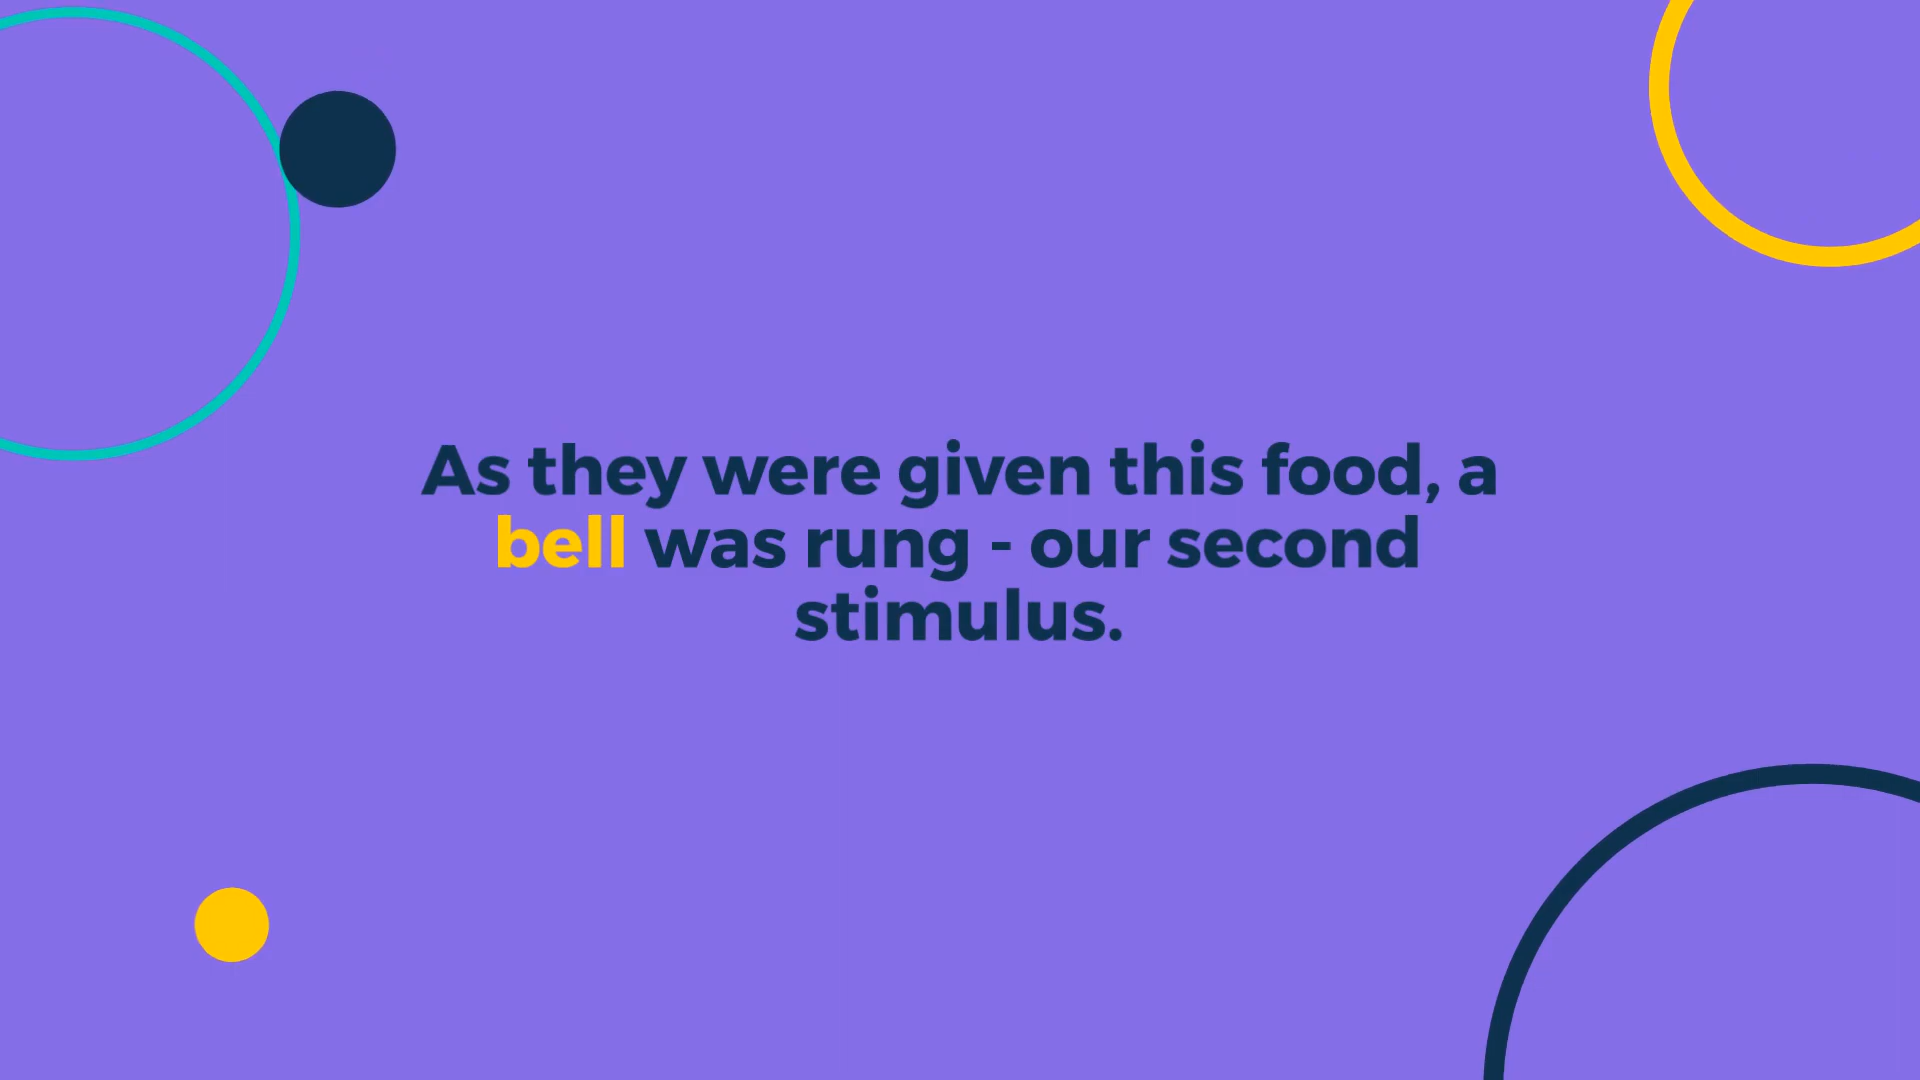 As they were given this food, a
bell was rung - our second
stimulus.